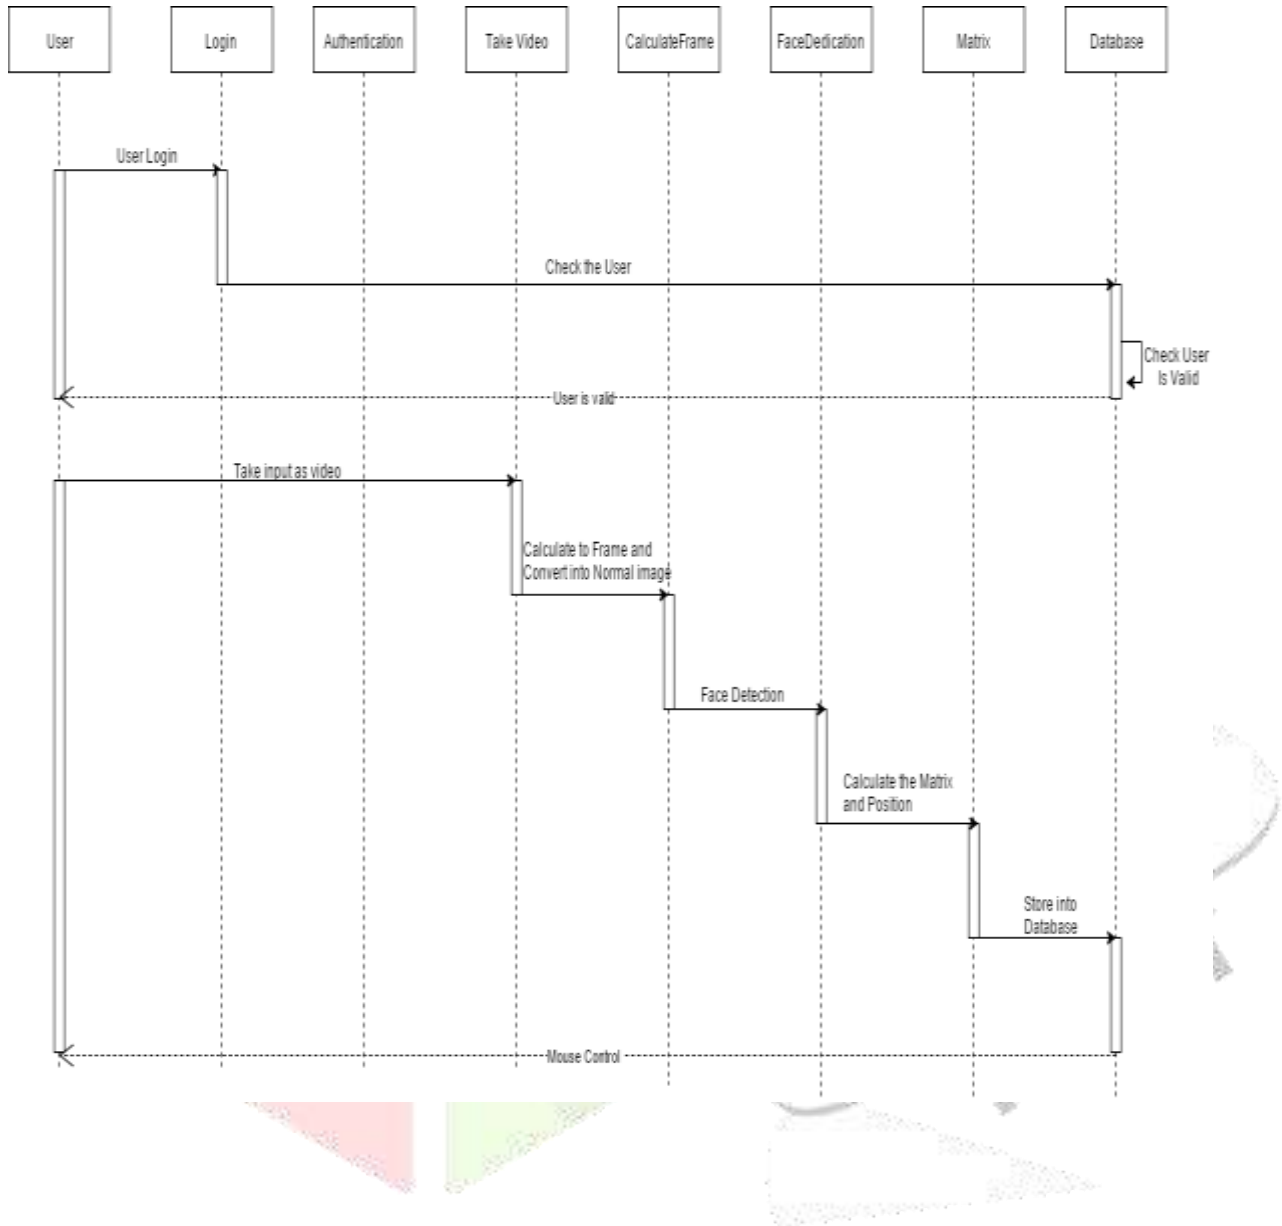 User
Login
Authentication
Take Video
CalculateFrame
FaceDedication
Matrix
Database
User Login
Check the User
Check User
Is Valid
User is valid
Take input as video
Calculate to Frame and
Convert into Normal image
Face Detection
Calculate the Matrix
and Position
Store into
Database
Mouse Control